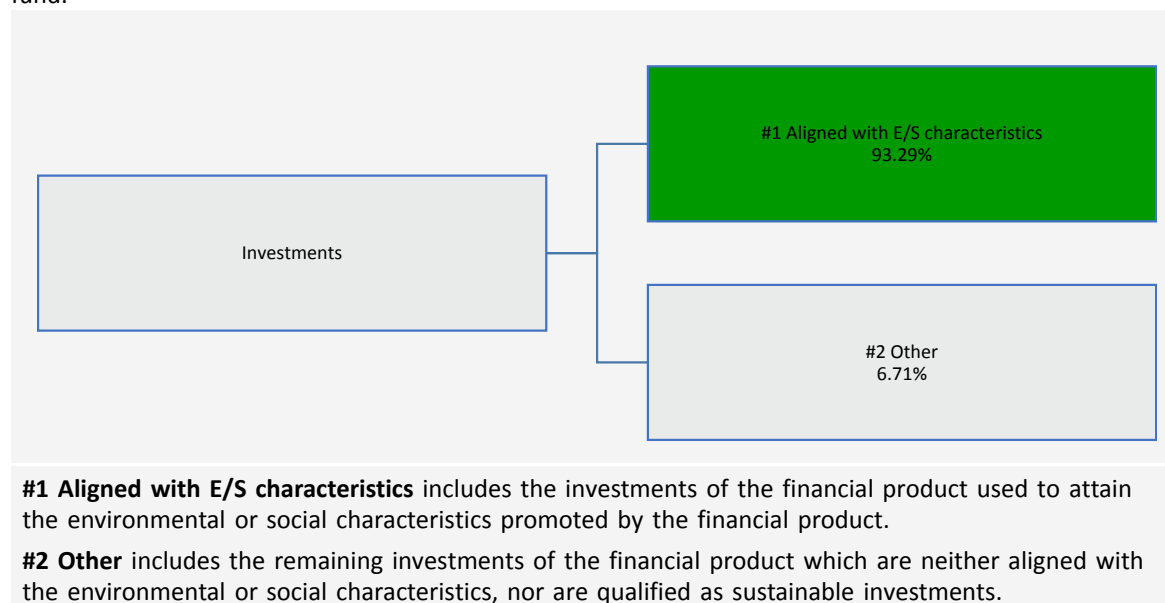 fund.
#1 Aligned with E/S characteristics
93.29%
Investments
#2 Other
6.71%
#1 Aligned with E/S characteristics includes the investments of the financial product used to attain
the environmental or social characteristics promoted by the financial product.
#2 Other includes the remaining investments of the financial product which are neither aligned with
the environmental or social characteristics, nor are qualified as sustainable investments.